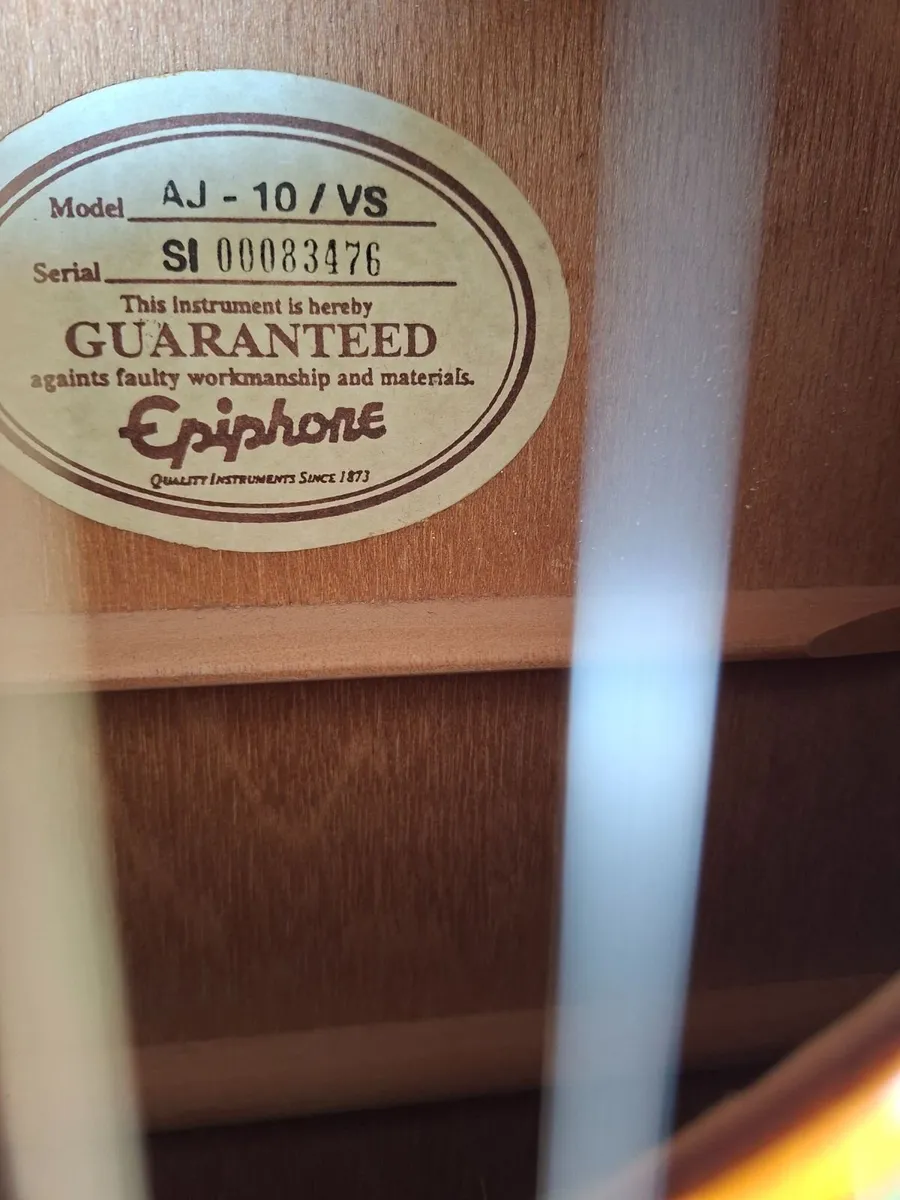 Model AJ - 10 / VS
Serial SI 00083476
This instrument is hereby
GUARANTEED
againts faulty workmanship and materials.
Epiphone
QUALITY INSTRUMENTS SINCE 1873